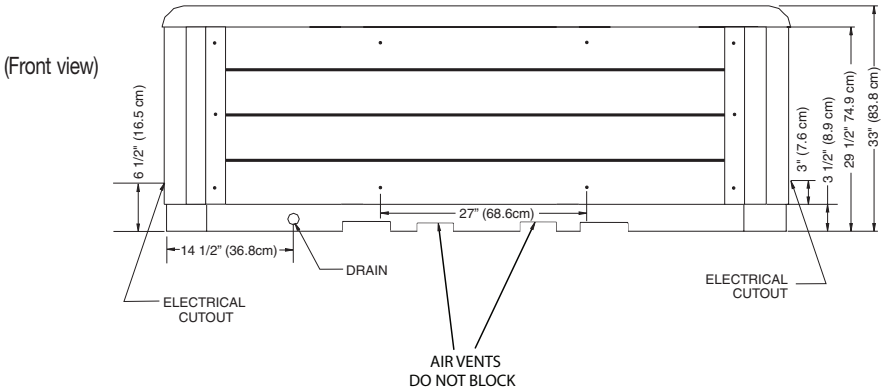 (Front view)
6 1/2" (16.5 cm)
3" (7.6 cm)
3 1/2" (8.9 cm)
29 1/2" 74.9 cm)
33" (83.8 cm)
27" (68.6cm)
14 1/2" (36.8cm)
DRAIN
ELECTRICAL
CUTOUT
ELECTRICAL
CUTOUT
AIR VENTS
DO NOT BLOCK